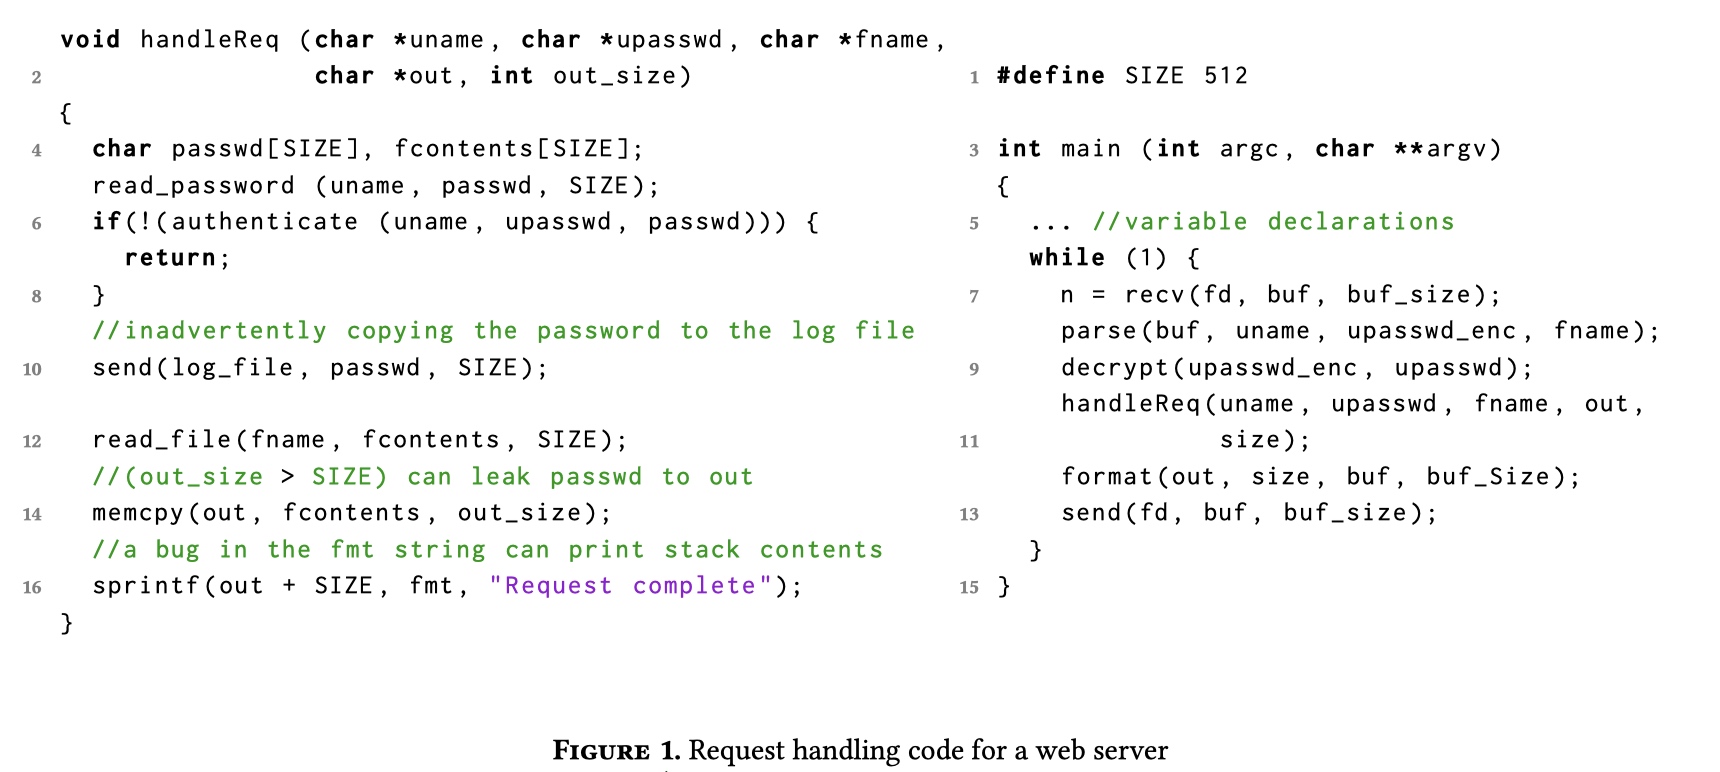 void handleReq (char *uname, char *upasswd, char *fname,
2 char *out, int out_size)
{
4 char passwd[SIZE], fcontents[SIZE];
read_password (uname, passwd, SIZE);
6 if(!(authenticate (uname, upasswd, passwd))) {
return;
8 }
//inadvertently copying the password to the log file
10 send(log_file, passwd, SIZE);
12 read_file(fname, fcontents, SIZE);
//(out_size > SIZE) can leak passwd to out
14 memcpy(out, fcontents, out_size);
//a bug in the fmt string can print stack contents
16 sprintf(out + SIZE, fmt, "Request complete");
}
1 #define SIZE 512
3 int main (int argc, char **argv)
{
5 ... //variable declarations
while (1) {
7 n = recv(fd, buf, buf_size);
parse(buf, uname, upasswd_enc, fname);
9 decrypt(upasswd_enc, upasswd);
handleReq(uname, upasswd, fname, out,
11 size);
format(out, size, buf, buf_Size);
13 send(fd, buf, buf_size);
}
15 }
FIGURE 1. Request handling code for a web server